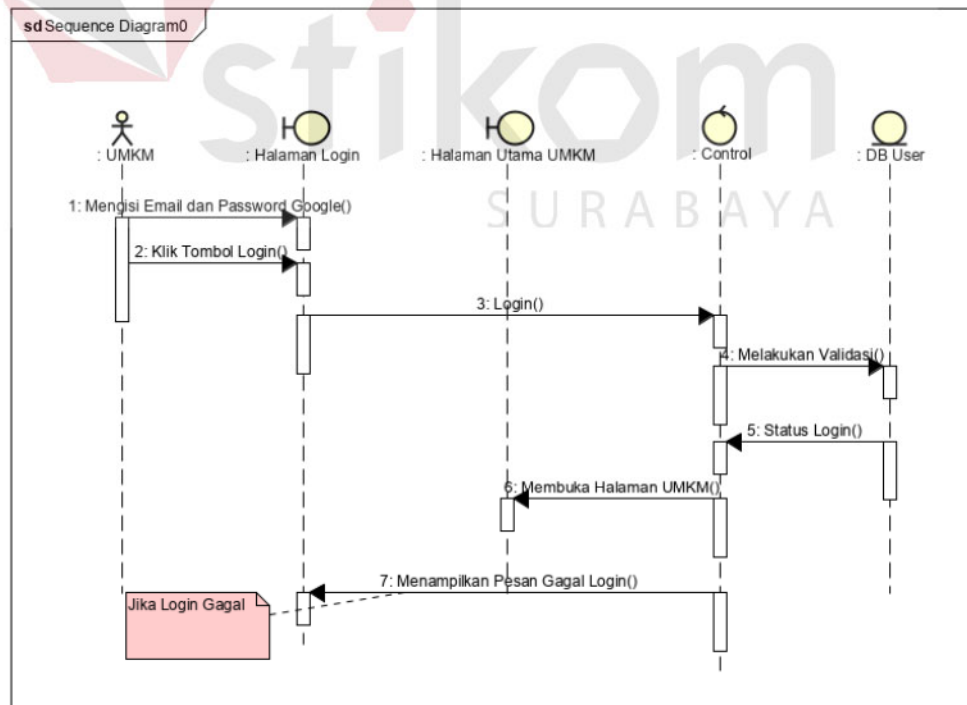 sd Sequence Diagram0
stikom
SURABAYA
: UMKM
: Halaman Login
: Halaman Utama UMKM
: Control
: DB User
1: Mengisi Email dan Password Google()
2: Klik Tombol Login()
3: Login()
4: Melakukan Validasi()
5: Status Login()
6: Membuka Halaman UMKM()
7: Menampilkan Pesan Gagal Login()
Jika Login Gagal